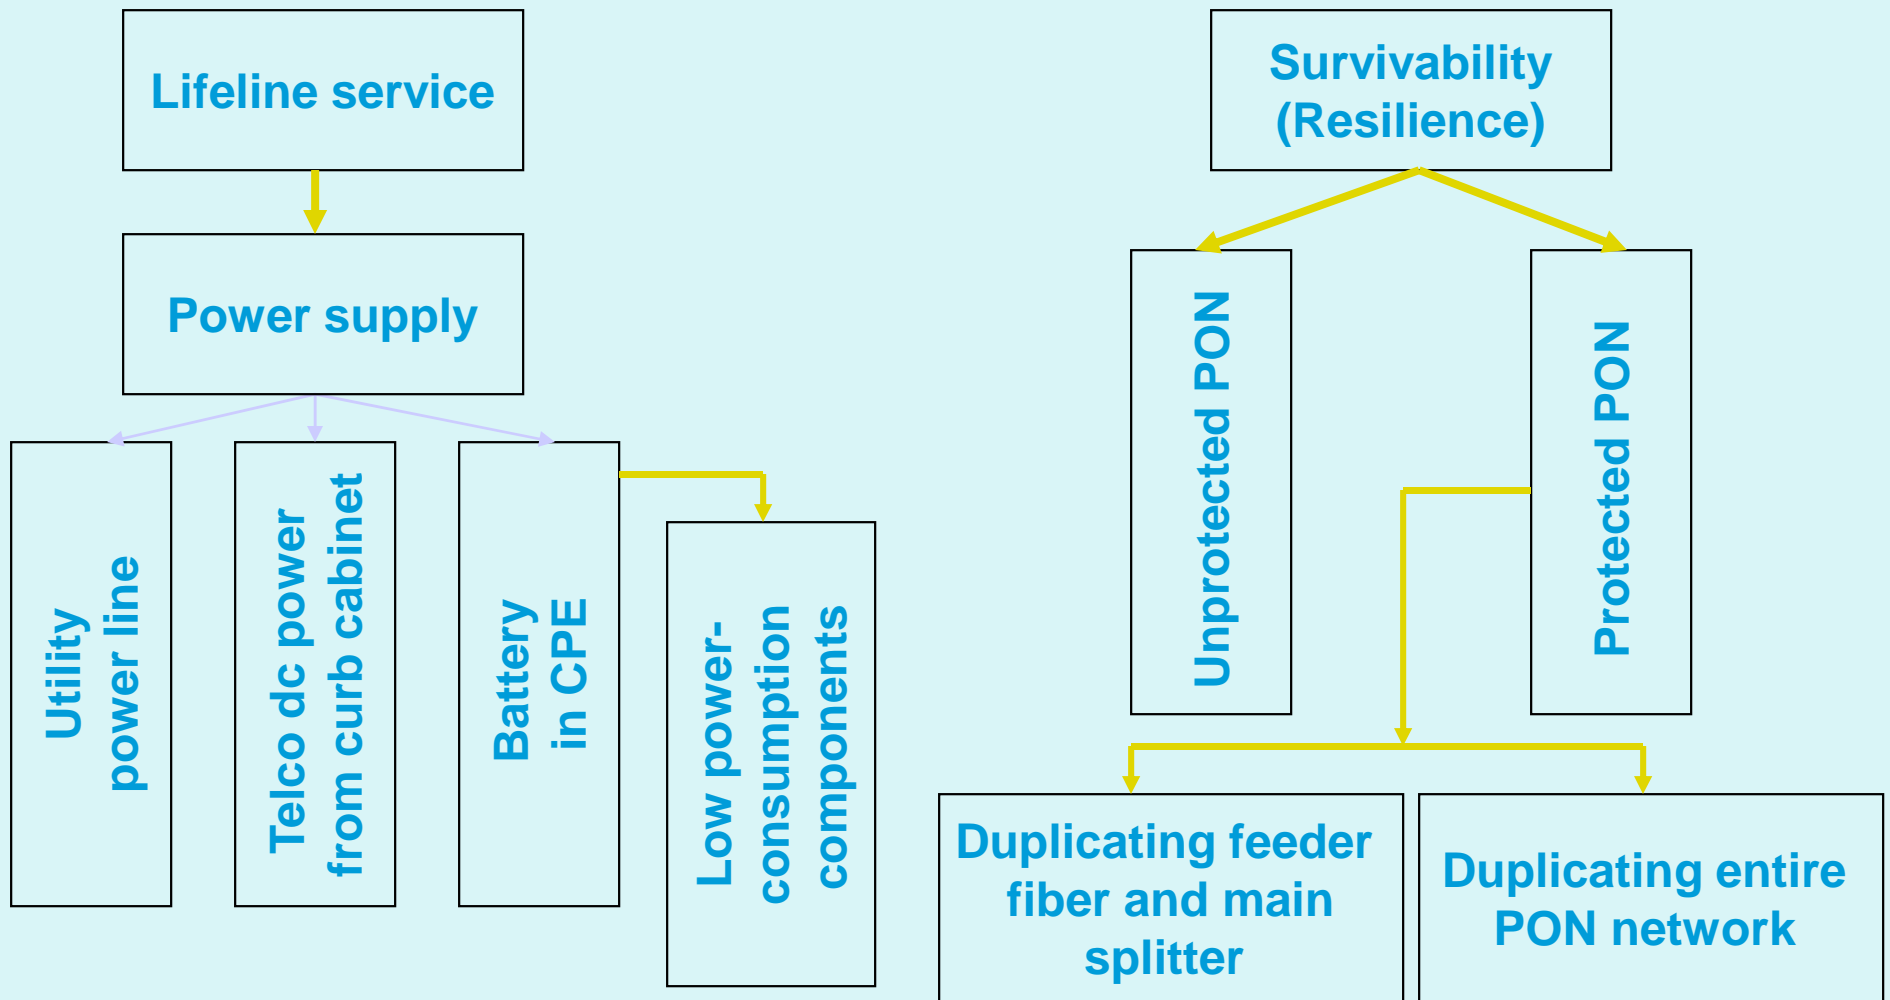 Lifeline service
Survivability
(Resilience)
Power supply
Unprotected PON
Protected PON
Utility
power line
Telco dc power
from curb cabinet
Battery
in CPE
Low power-
consumption
components
Duplicating feeder
fiber and main
splitter
Duplicating entire
PON network